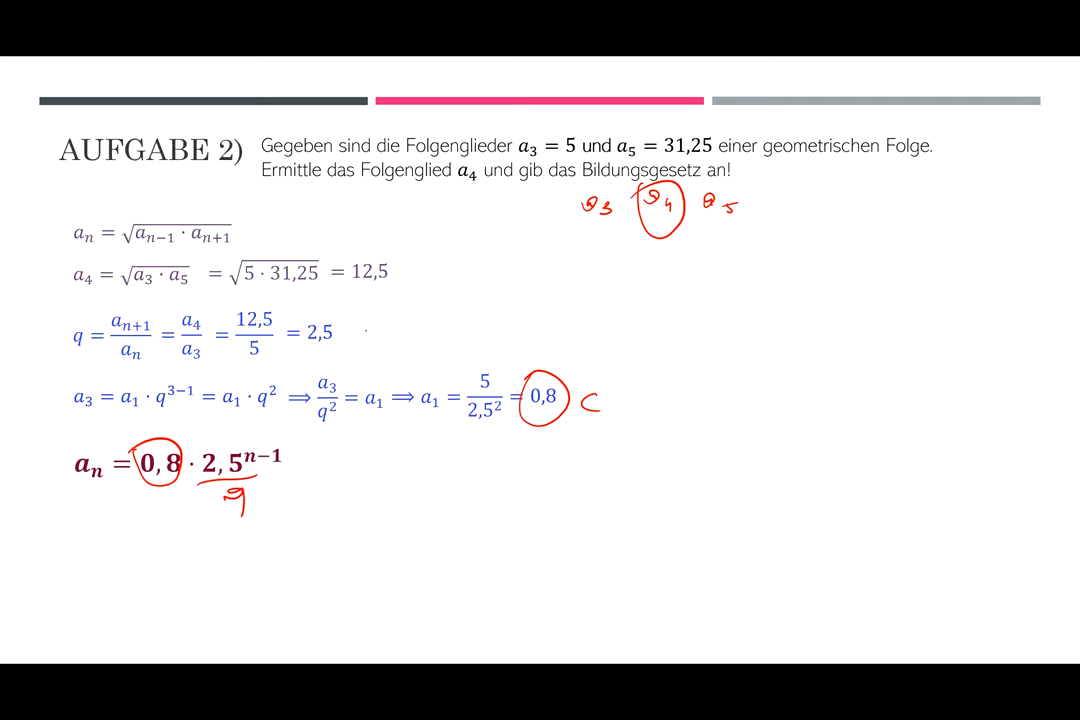 AUFGABE 2)
Gegeben sind die Folgenglieder a₃ = 5 und a₅ = 31,25 einer geometrischen Folge.
Ermittle das Folgenglied a₄ und gib das Bildungsgesetz an!
a₃ a₄ a₅
aₙ = √(aₙ₋₁ · aₙ₊₁)
a₄ = √(a₃ · a₅) = √(5 · 31,25) = 12,5
q = aₙ₊₁/aₙ = a₄/a₃ = 12,5/5 = 2,5
a₃ = a₁ · q³⁻¹ = a₁ · q² ⟹ a₃/q² = a₁ ⟹ a₁ = 5/2,5² = 0,8 C
aₙ = 0,8 · 2,5ⁿ⁻¹
q